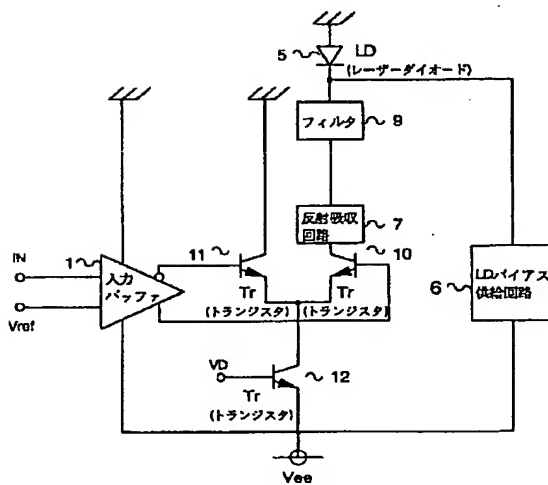 5 LD
(レーザーダイオード)
フィルタ 9
反射吸収
回路 7
11
10
IN
1
入力
バッファ
Vref
Tr
(トランジスタ)
Tr
(トランジスタ)
6
LDバイアス
供給回路
VD
12
Tr
(トランジスタ)
Vee